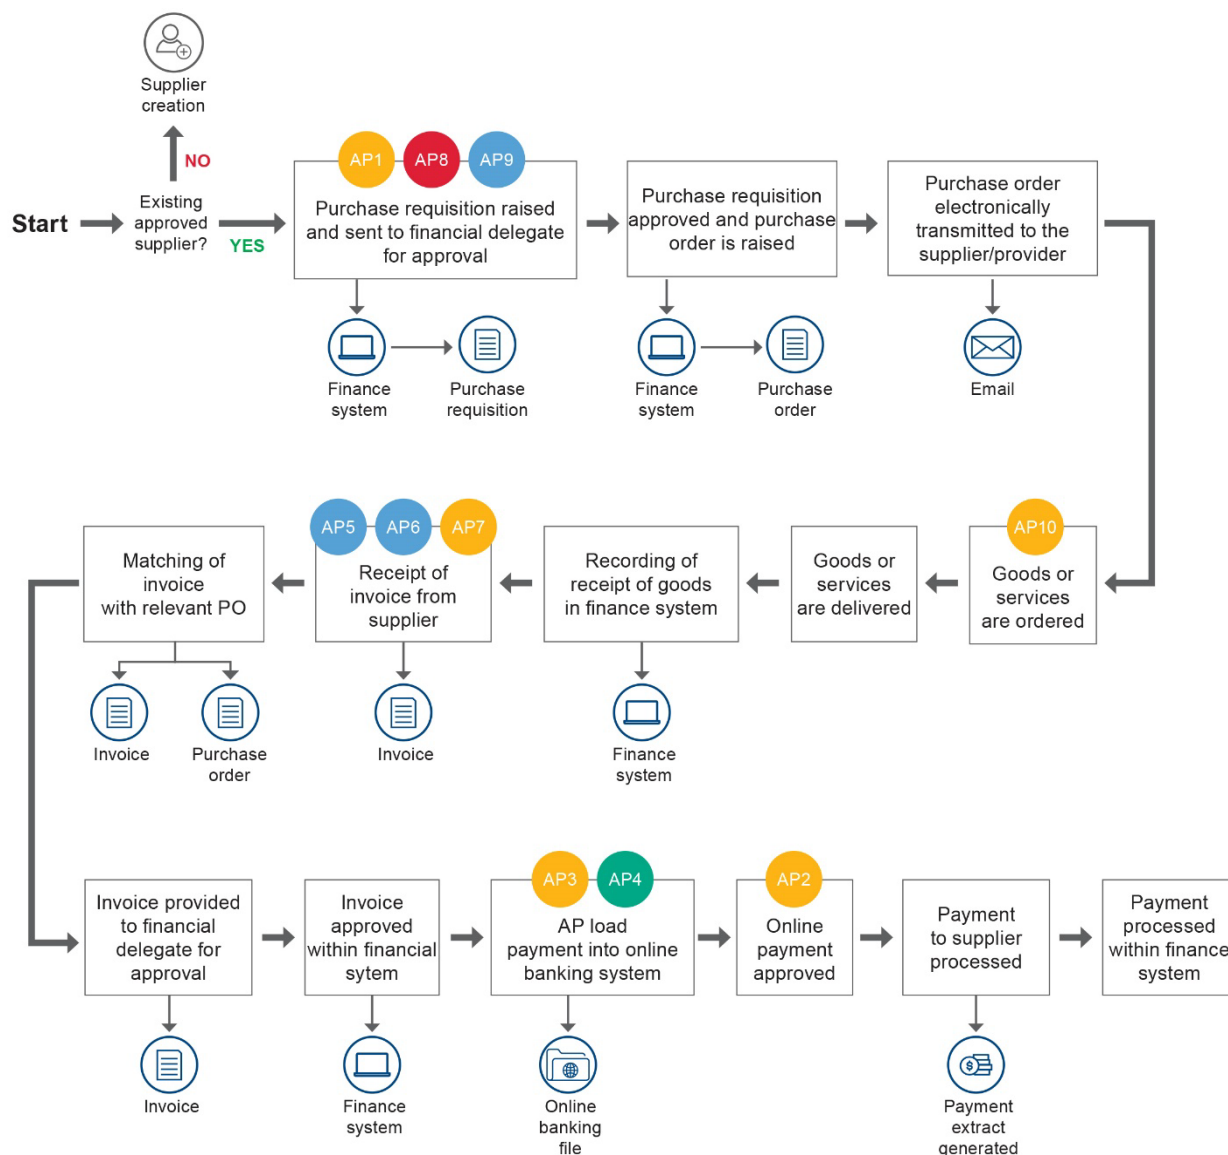 Supplier
creation
NO
Start
Existing
approved
supplier?
YES
AP1
AP8
AP9
Purchase requisition raised
and sent to financial delegate
for approval
Purchase requisition
approved and purchase
order is raised
Purchase order
electronically
transmitted to the
supplier/provider
Finance
system
Purchase
requisition
Finance
system
Purchase
order
Email
Matching of
invoice
with relevant PO
AP5
AP6
AP7
Receipt of
invoice from
supplier
Recording of
receipt of goods
in finance system
Goods or
services
are delivered
AP10
Goods or
services
are ordered
Invoice
Purchase
order
Invoice
Finance
system
Invoice provided
to financial
delegate for
approval
Invoice
approved
within financial
sytem
AP3
AP4
AP load
payment into online
banking system
AP2
Online
payment
approved
Payment
to supplier
processed
Payment
processed
within finance
system
Invoice
Finance
system
Online
banking
file
$
Payment
extract
generated